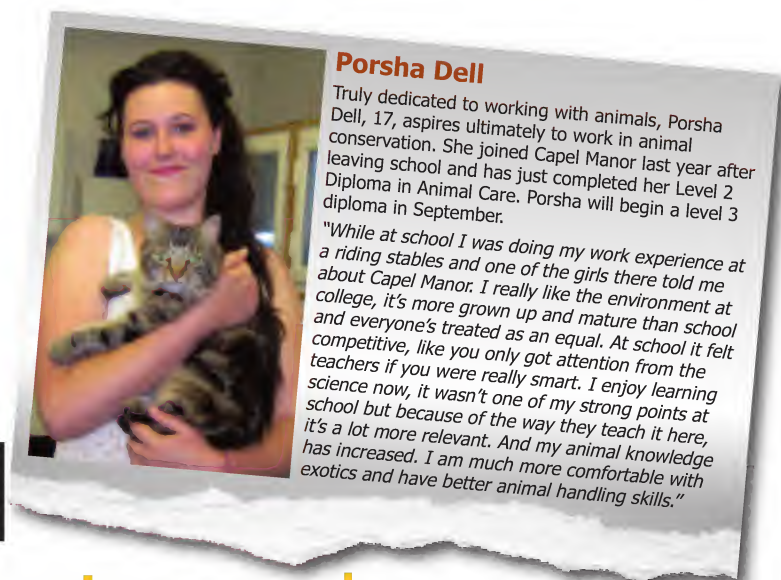 Porsha Dell
Truly dedicated to working with animals, Porsha
Dell, 17, aspires ultimately to work in animal
conservation. She joined Capel Manor last year after
leaving school and has just completed her Level 2
Diploma in Animal Care. Porsha will begin a level 3
diploma in September.
"While at school I was doing my work experience at
a riding stables and one of the girls there told me
about Capel Manor. I really like the environment at
college, it's more grown up and mature than school
and everyone's treated as an equal. At school it felt
competitive, like you only got attention from the
teachers if you were really smart. I enjoy learning
science now, it wasn't one of my strong points at
school but because of the way they teach it here,
it's a lot more relevant. And my animal knowledge
has increased. I am much more comfortable with
exotics and have better animal handling skills."